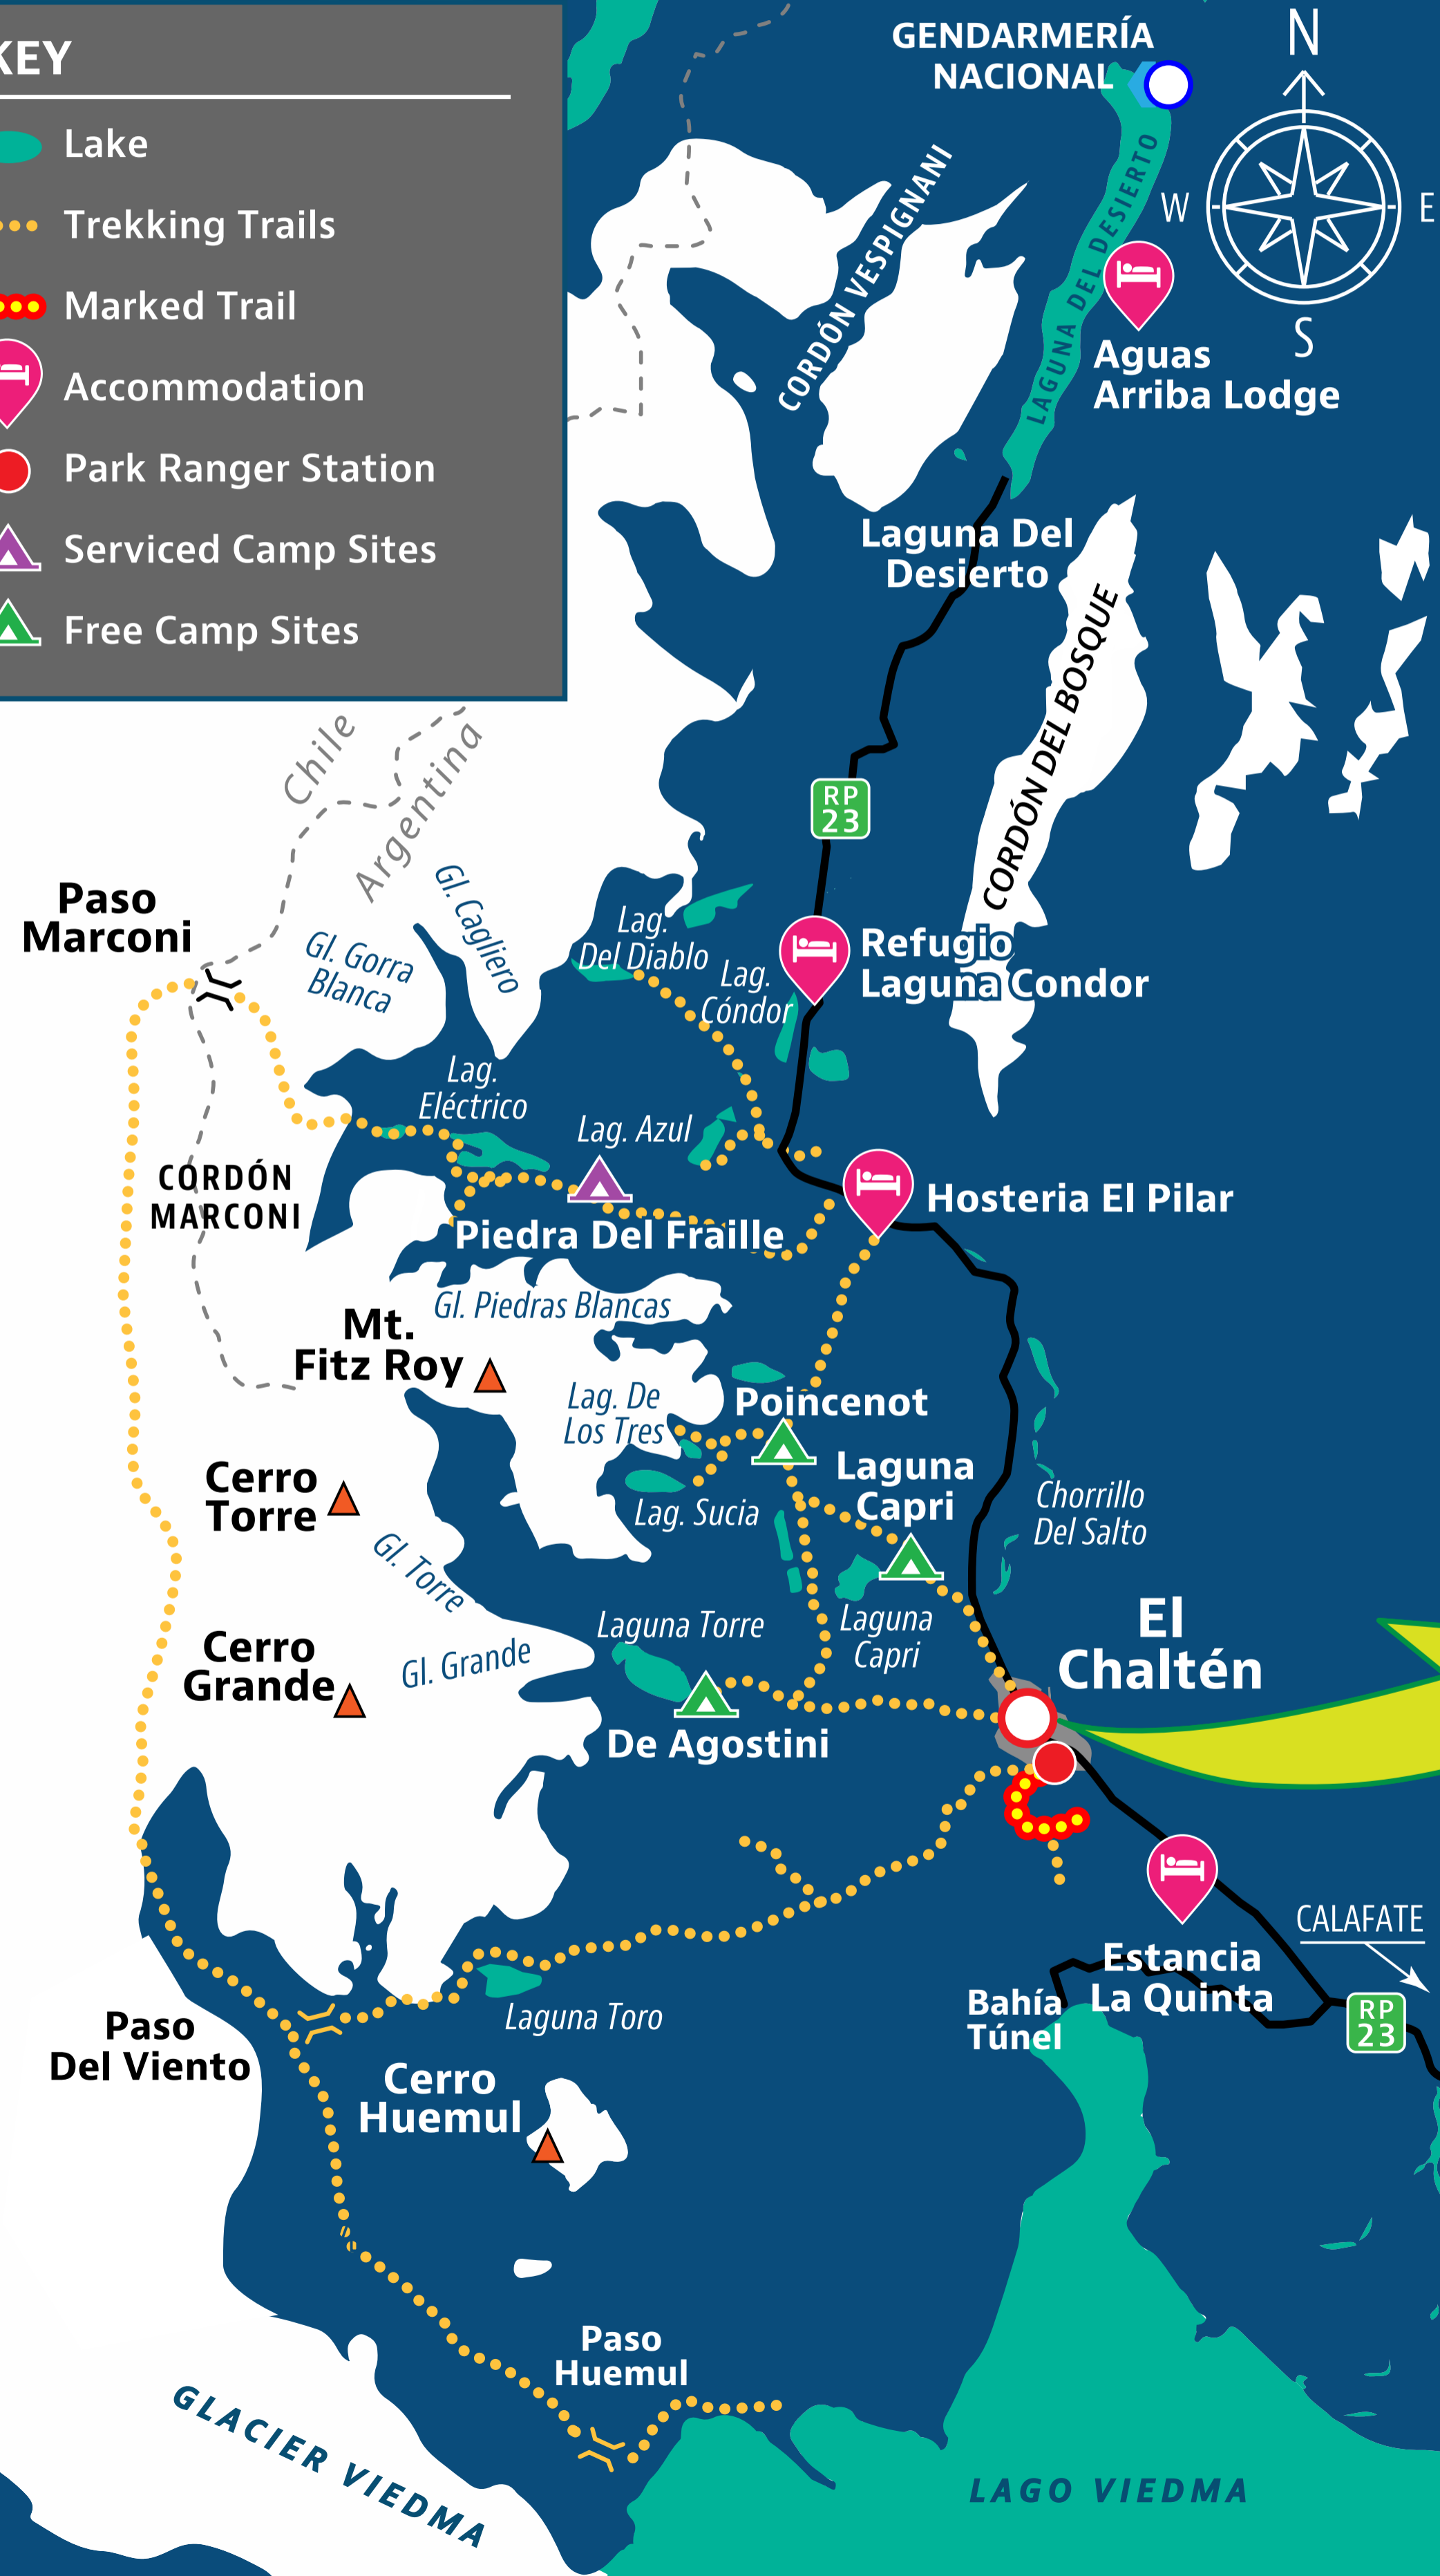 KEY
Lake
Trekking Trails
Marked Trail
Accommodation
Park Ranger Station
Serviced Camp Sites
Free Camp Sites
GENDARMERÍA
NACIONAL
N
W
E
S
LAGUNA DEL DESIERTO
CORDÓN VESPIGNANI
Aguas
Arriba Lodge
Laguna Del
Desierto
CORDÓN DEL BOSQUE
Chile
Argentina
RP
23
Paso
Marconi
Gl. Gorra
Blanca
Gl. Cagliero
Lag.
Del Diablo
Lag.
Cóndor
Refugio
Laguna Condor
Lag.
Eléctrico
Lag. Azul
CORDÓN
MARCONI
Piedra Del Fraille
Hosteria El Pilar
Gl. Piedras Blancas
Mt.
Fitz Roy
Lag. De
Los Tres
Poincenot
Laguna
Capri
Cerro
Torre
Lag. Sucia
Chorrillo
Del Salto
Gl. Torre
Laguna Torre
Laguna
Capri
El
Chaltén
Cerro
Grande
Gl. Grande
De Agostini
CALAFATE
Estancia
La Quinta
Bahía
Túnel
RP
23
Laguna Toro
Paso
Del Viento
Cerro
Huemul
Paso
Huemul
GLACIER VIEDMA
LAGO VIEDMA